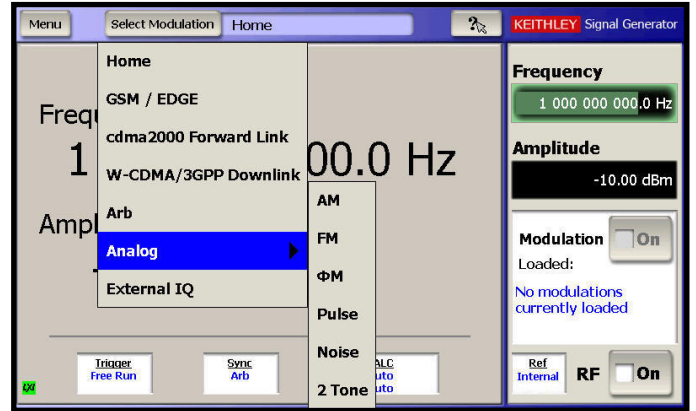 Menu
Select Modulation
Home
?
KEITHLEY Signal Generator
Home
GSM / EDGE
cdma2000 Forward Link
W-CDMA/3GPP Downlink
Arb
Analog
External IQ
AM
FM
ΦM
Pulse
Noise
2 Tone
Frequ
1
00.0 Hz
Ampl
Trigger
Free Run
Sync
Arb
ALC
uto
uto
LXI
Frequency
1 000 000 000.0 Hz
Amplitude
-10.00 dBm
Modulation
On
Loaded:
No modulations
currently loaded
Ref
Internal
RF
On